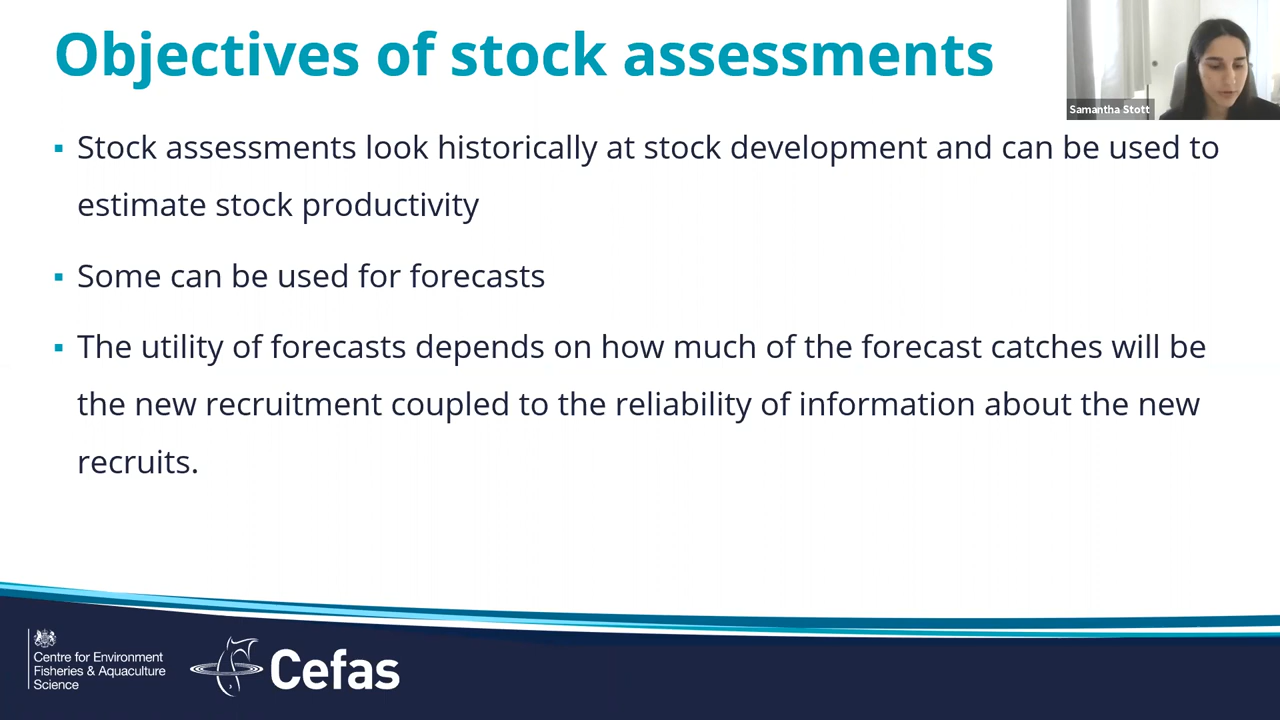 Objectives of stock assessments
Samantha Stott
▪ Stock assessments look historically at stock development and can be used to
estimate stock productivity
▪ Some can be used for forecasts
▪ The utility of forecasts depends on how much of the forecast catches will be
the new recruitment coupled to the reliability of information about the new
recruits.
Centre for Environment
Fisheries & Aquaculture
Science
Cefas